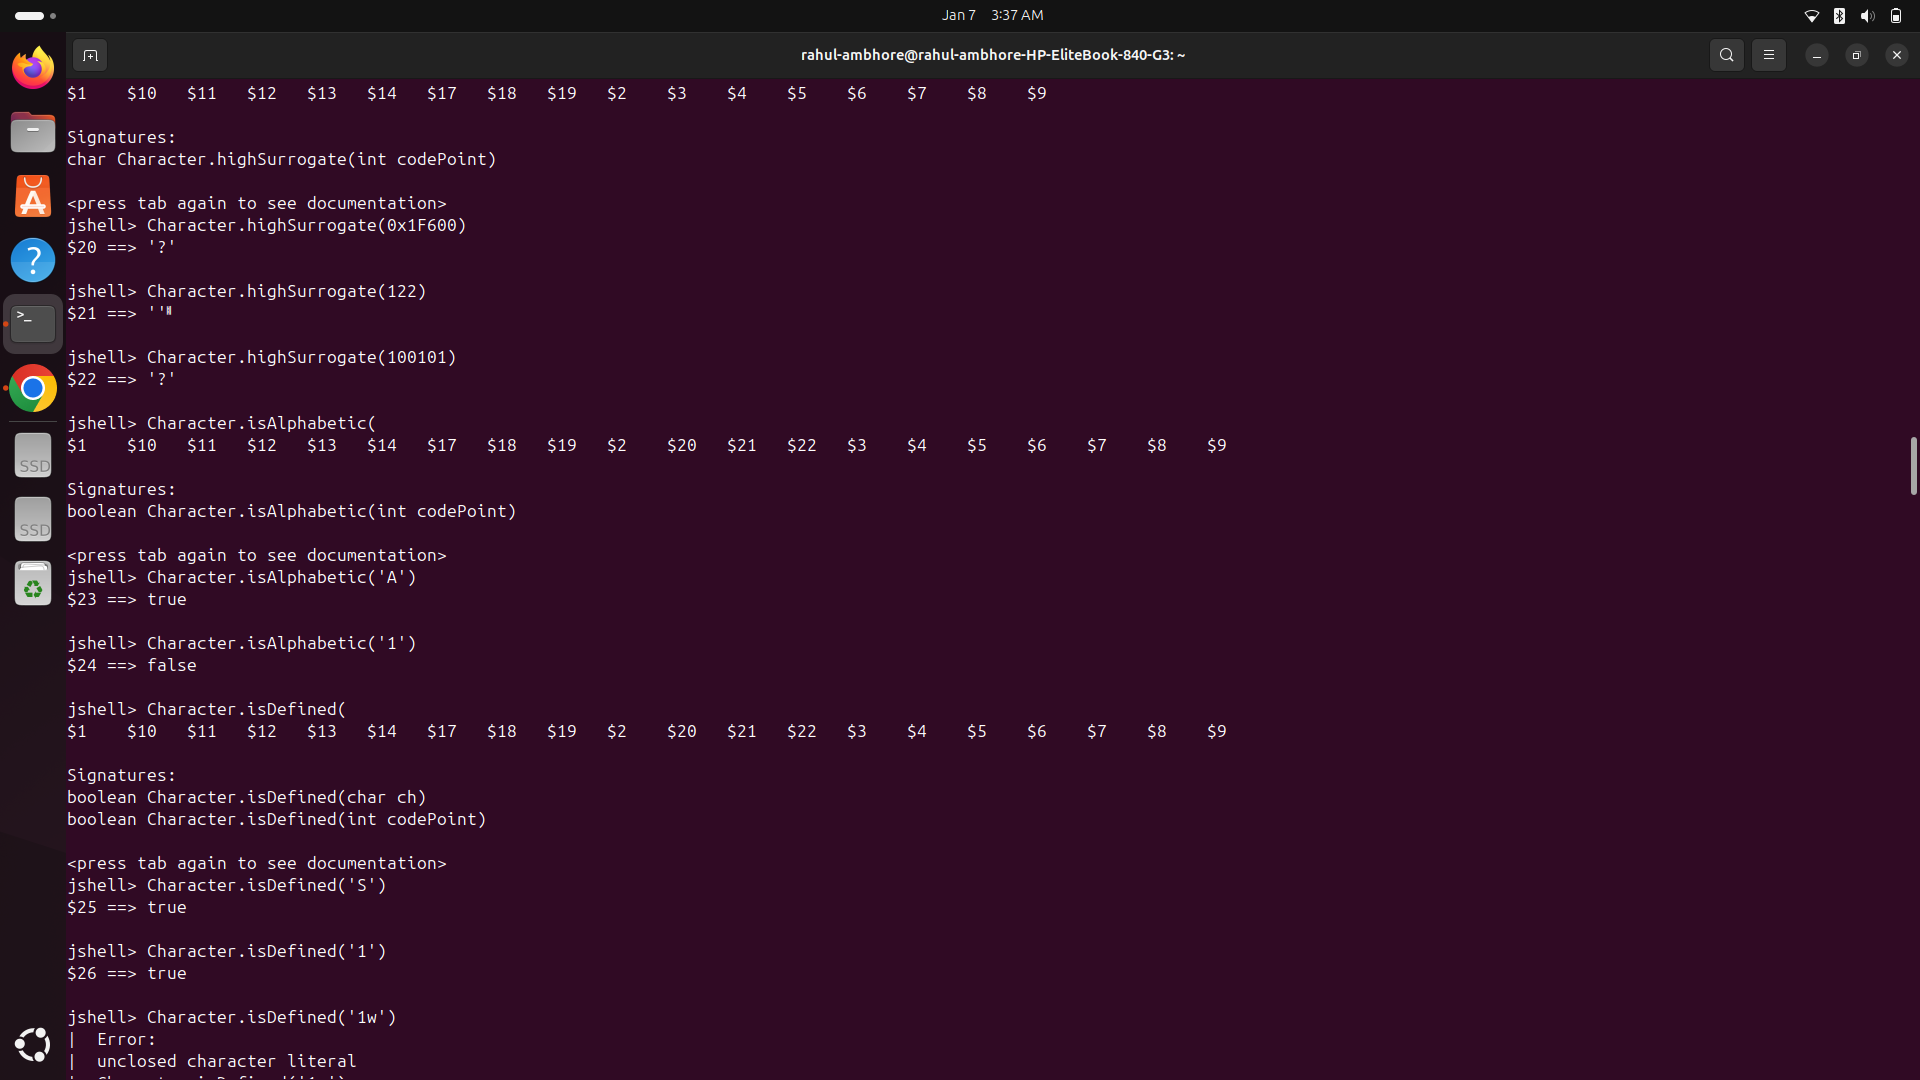 Jan 7 3:37 AM
rahul-ambhore@rahul-ambhore-HP-EliteBook-840-G3: ~
$1 $10 $11 $12 $13 $14 $17 $18 $19 $2 $3 $4 $5 $6 $7 $8 $9
Signatures:
char Character.highSurrogate(int codePoint)
<press tab again to see documentation>
jshell> Character.highSurrogate(0x1F600)
$20 ==> '?'
jshell> Character.highSurrogate(122)
$21 ==> ''
jshell> Character.highSurrogate(100101)
$22 ==> '?'
jshell> Character.isAlphabetic(
$1 $10 $11 $12 $13 $14 $17 $18 $19 $2 $20 $21 $22 $3 $4 $5 $6 $7 $8 $9
Signatures:
boolean Character.isAlphabetic(int codePoint)
<press tab again to see documentation>
jshell> Character.isAlphabetic('A')
$23 ==> true
jshell> Character.isAlphabetic('1')
$24 ==> false
jshell> Character.isDefined(
$1 $10 $11 $12 $13 $14 $17 $18 $19 $2 $20 $21 $22 $3 $4 $5 $6 $7 $8 $9
Signatures:
boolean Character.isDefined(char ch)
boolean Character.isDefined(int codePoint)
<press tab again to see documentation>
jshell> Character.isDefined('S')
$25 ==> true
jshell> Character.isDefined('1')
$26 ==> true
jshell> Character.isDefined('1w')
| Error:
| unclosed character literal
SSD
SSD